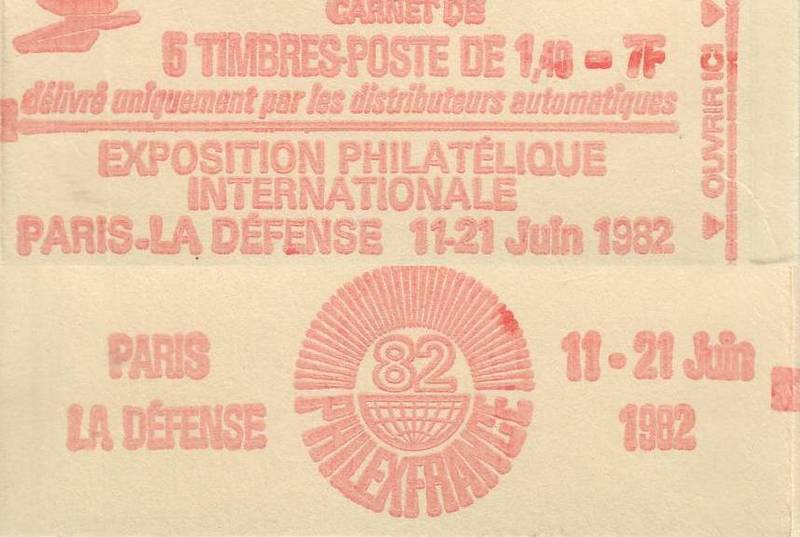 CARNET DE
5 TIMBRES-POSTE DE 1,40 - 7F
délivré uniquement par les distributeurs automatiques
EXPOSITION PHILATÉLIQUE
INTERNATIONALE
PARIS-LA DÉFENSE 11-21 Juin 1982
OUVRIR ICI
PARIS
LA DÉFENSE
82
PHILEXFRANCE
11 - 21 Juin
1982